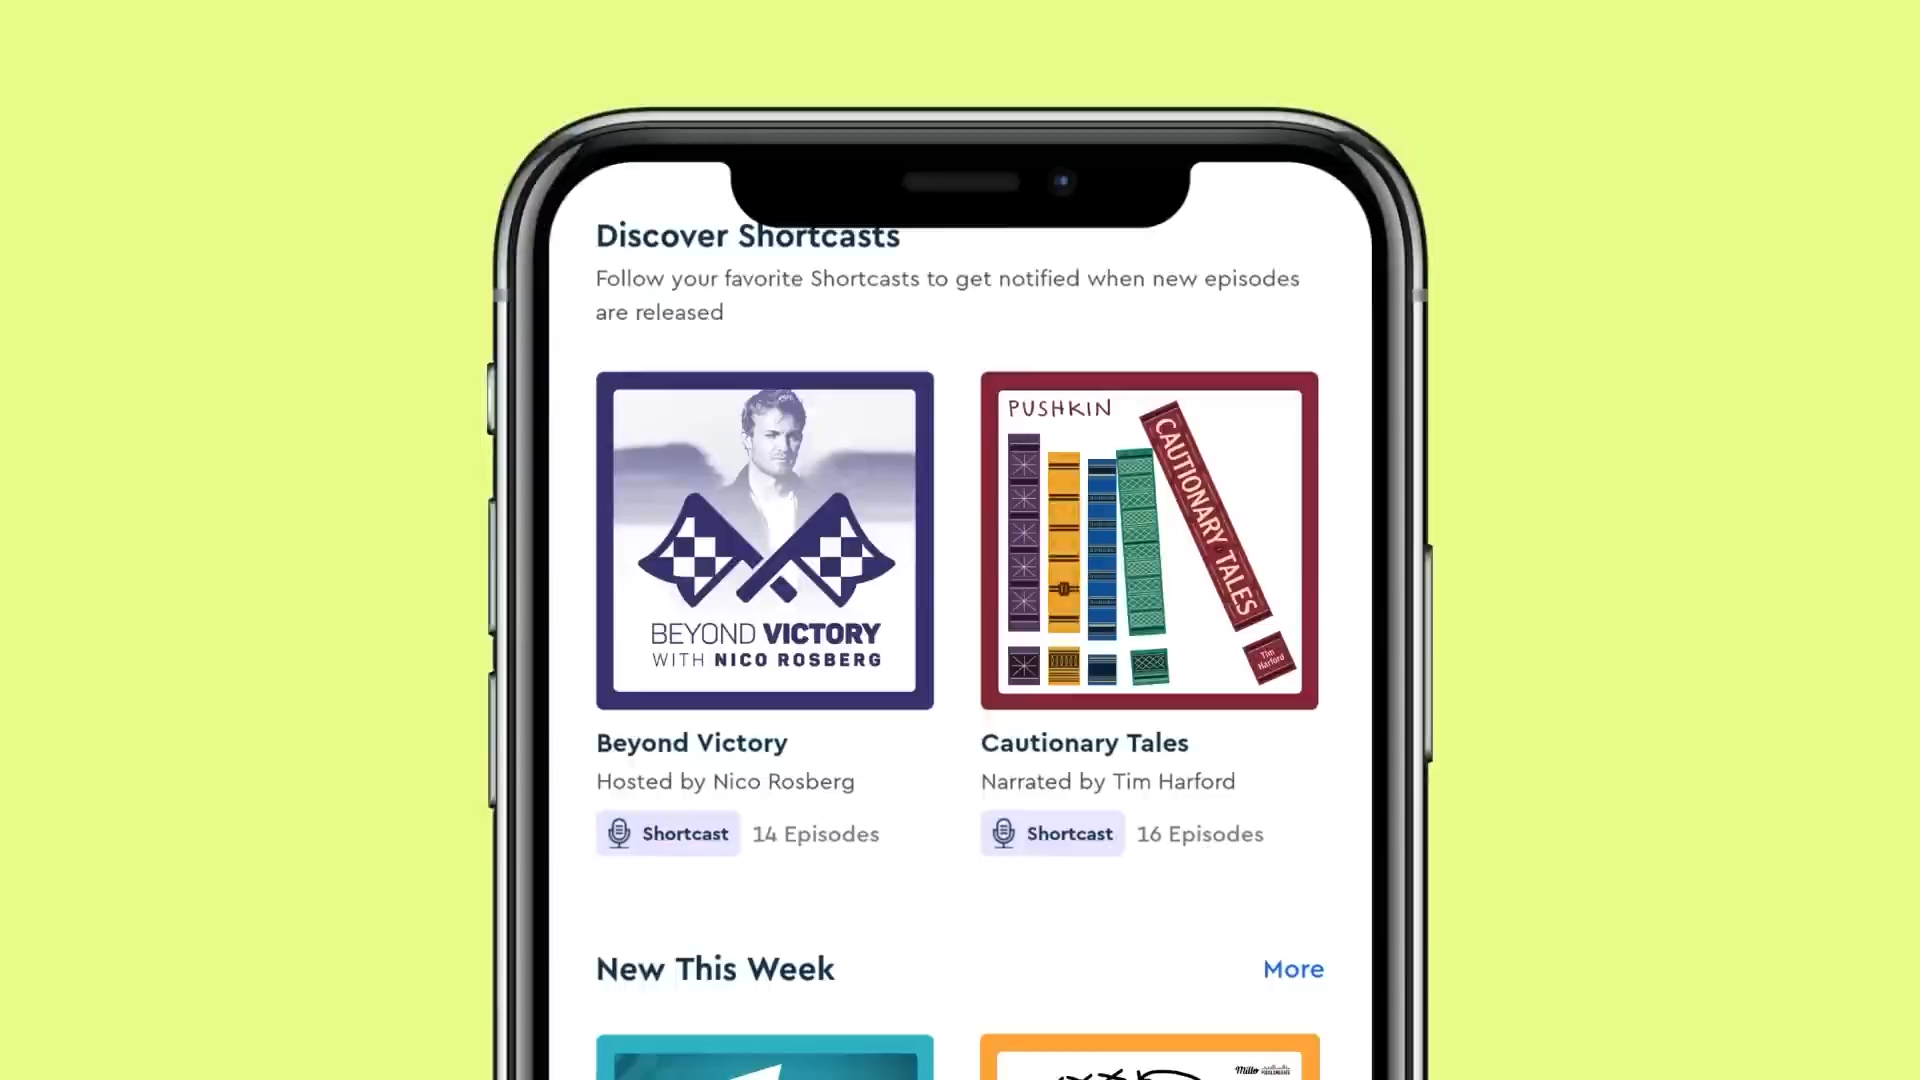 Discover Shortcasts
Follow your favorite Shortcasts to get notified when new episodes
are released
BEYOND VICTORY
WITH NICO ROSBERG
PUSHKIN
CAUTIONARY TALES
Tim
Harford
Beyond Victory
Hosted by Nico Rosberg
Shortcast 14 Episodes
Cautionary Tales
Narrated by Tim Harford
Shortcast 16 Episodes
New This Week
More